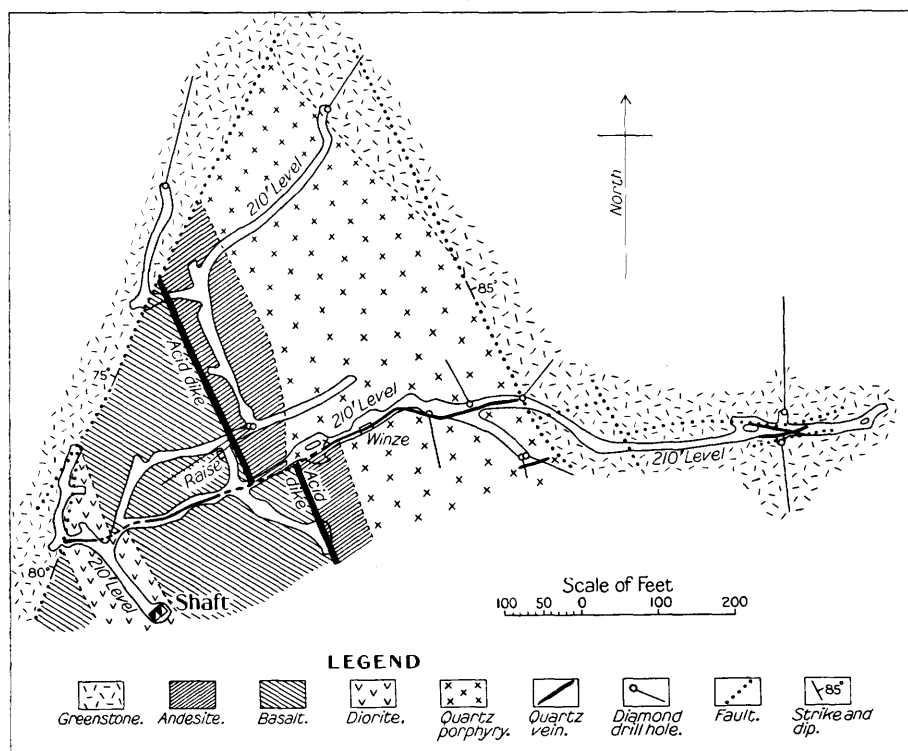 210' Level
North
85°
75°
Acid dike
210' Level
Winze
Raise
Acid
dike
210' Level
80°
210' Level
Shaft
Scale of Feet
100 50 0 100 200
LEGEND
85°
Greenstone. Andesite. Basalt. Diorite. Quartz porphyry. Quartz vein. Diamond drill hole. Fault. Strike and dip.